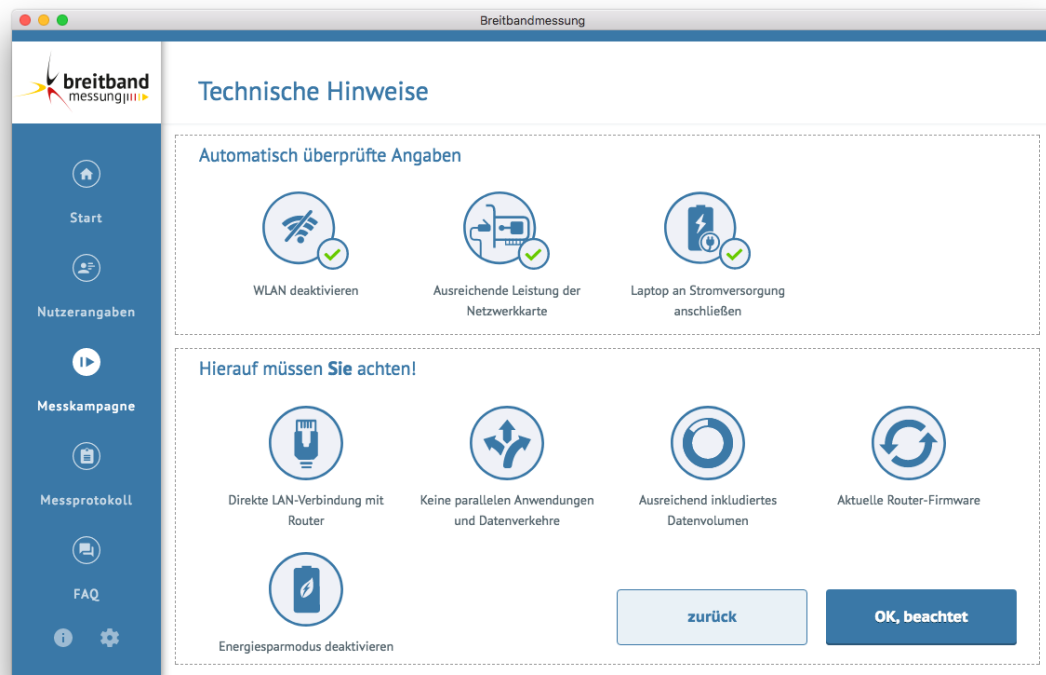 Breitbandmessung
breitband
messung
Technische Hinweise
Start
Nutzerangaben
Messkampagne
Messprotokoll
FAQ
Automatisch überprüfte Angaben
WLAN deaktivieren
Ausreichende Leistung der
Netzwerkkarte
Laptop an Stromversorgung
anschließen
Hierauf müssen Sie achten!
Direkte LAN-Verbindung mit
Router
Keine parallelen Anwendungen
und Datenverkehre
Ausreichend inkludiertes
Datenvolumen
Aktuelle Router-Firmware
Energiesparmodus deaktivieren
zurück
OK, beachtet